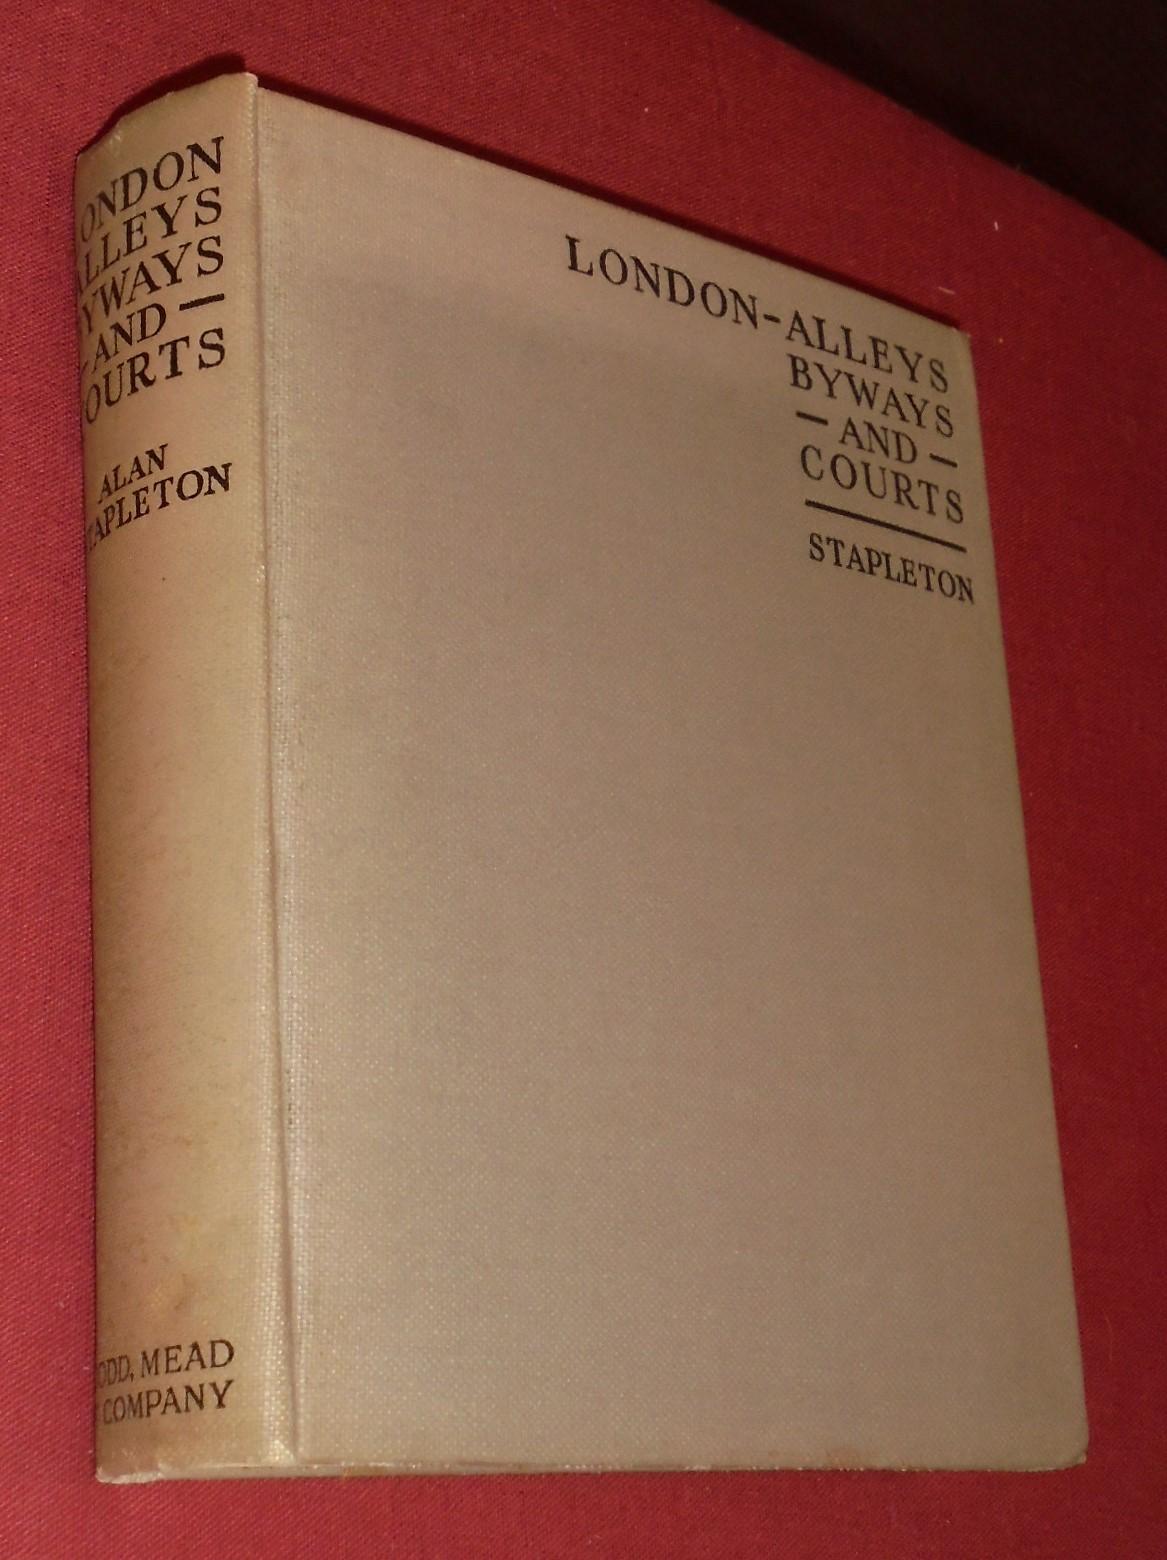 LONDON
ALLEYS
BYWAYS
AND —
COURTS
ALAN
STAPLETON
DODD, MEAD
& COMPANY
LONDON-ALLEYS
BYWAYS
— AND —
COURTS
STAPLETON